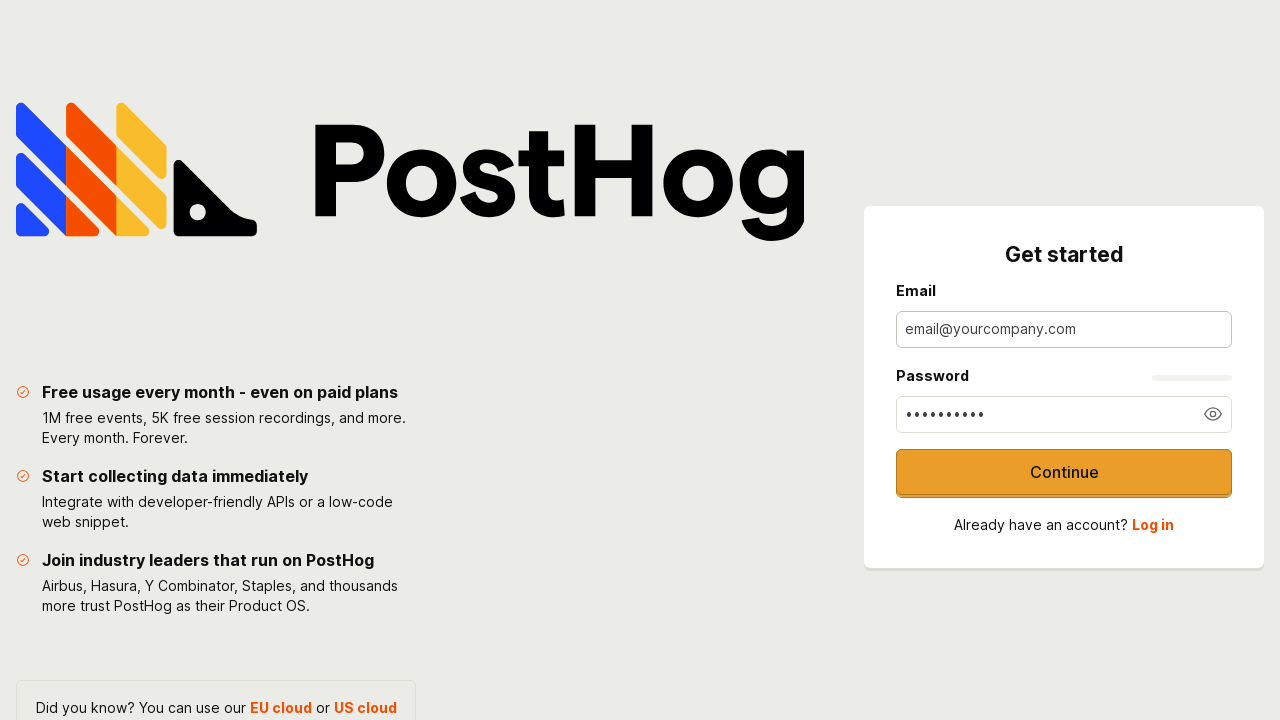 PostHog
Free usage every month - even on paid plans
1M free events, 5K free session recordings, and more.
Every month. Forever.
Start collecting data immediately
Integrate with developer-friendly APIs or a low-code
web snippet.
Join industry leaders that run on PostHog
Airbus, Hasura, Y Combinator, Staples, and thousands
more trust PostHog as their Product OS.
Did you know? You can use our EU cloud or US cloud
Get started
Email
email@yourcompany.com
Password
••••••••••
Continue
Already have an account? Log in